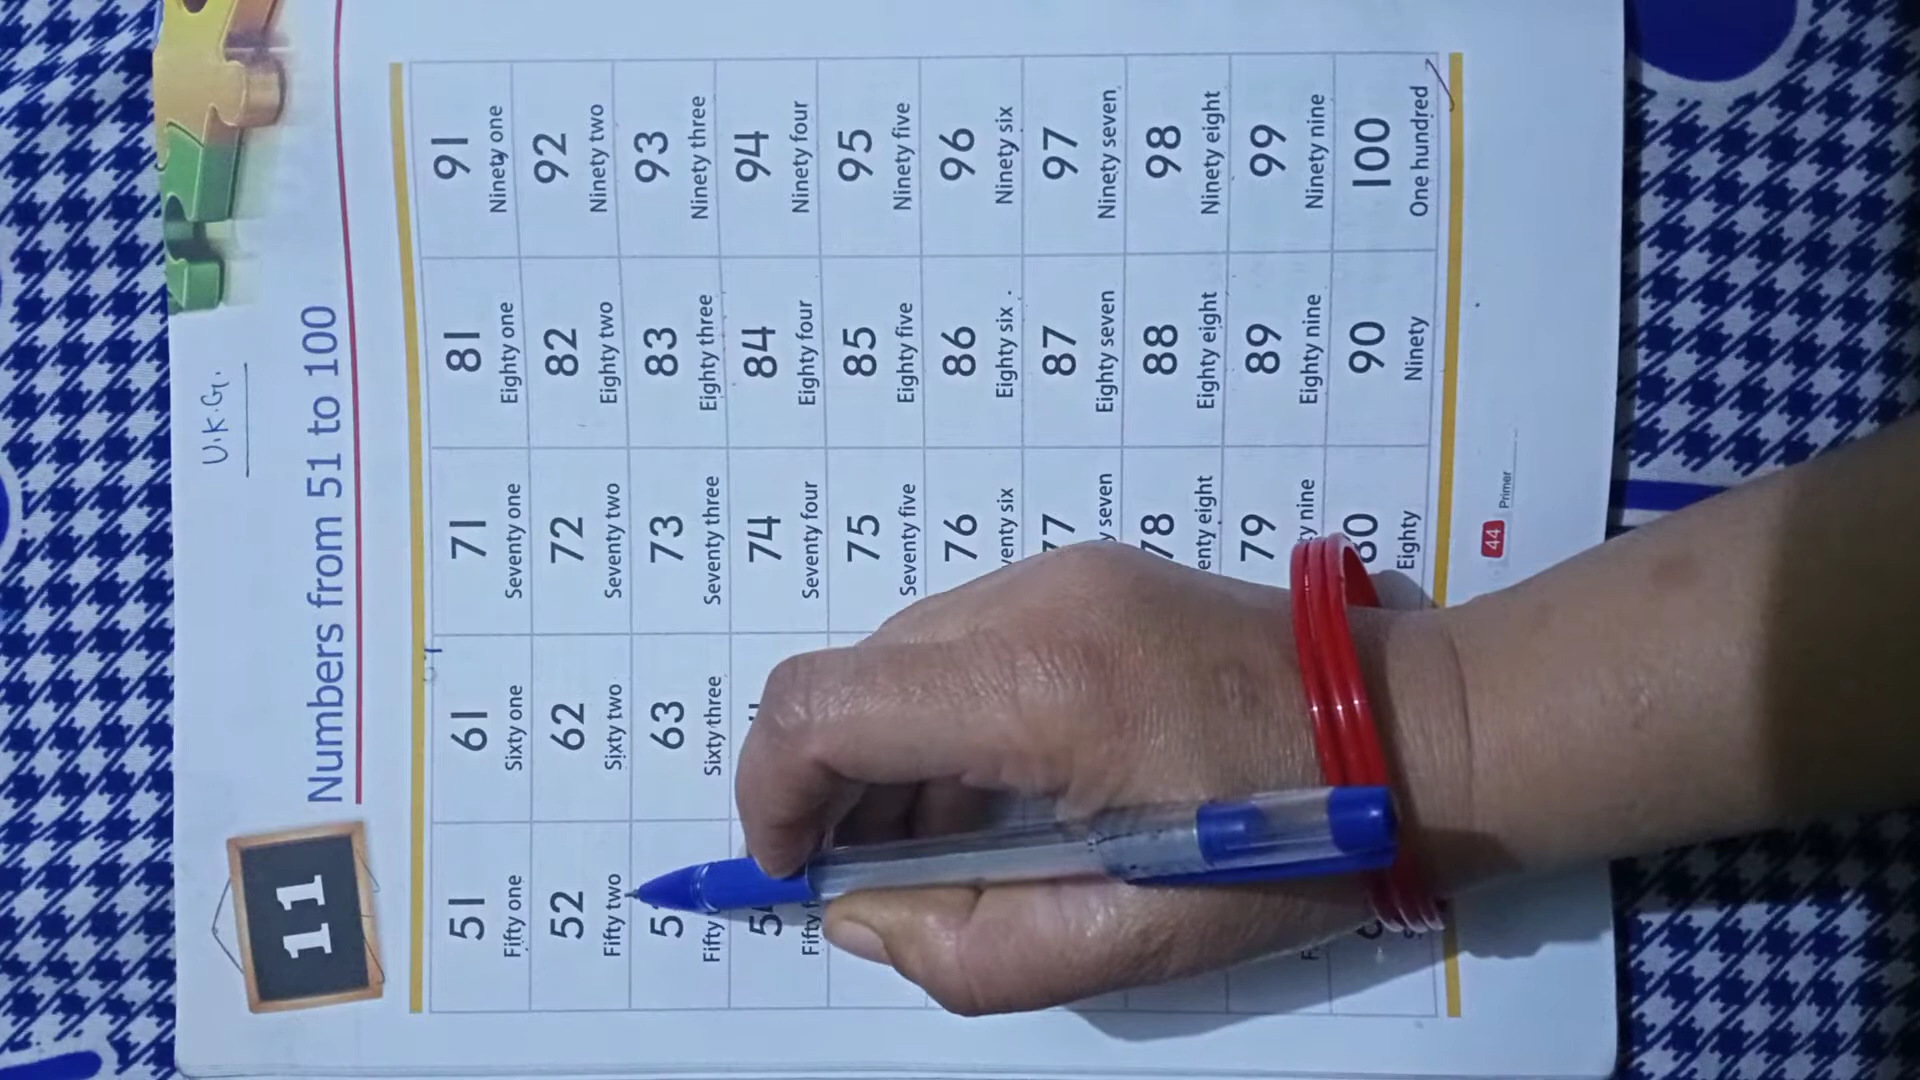 U.K.G.
11
Numbers from 51 to 100
51 61 71 81 91
Fifty one Sixty one Seventy one Eighty one Ninety one
52 62 72 82 92
Fifty two Sixty two Seventy two Eighty two Ninety two
63 73 83 93
Fifty Sixty three Seventy three Eighty three Ninety three
74 84 94
Fifty Seventy four Eighty four Ninety four
75 85 95
Seventy five Eighty five Ninety five
76 86 96
Eighty six Ninety six
87 97
Eighty seven Ninety seven
78 88 98
Eighty eight Ninety eight
79 89 99
Eighty nine Ninety nine
90 100
Eighty Ninety One hundred
44 Primer